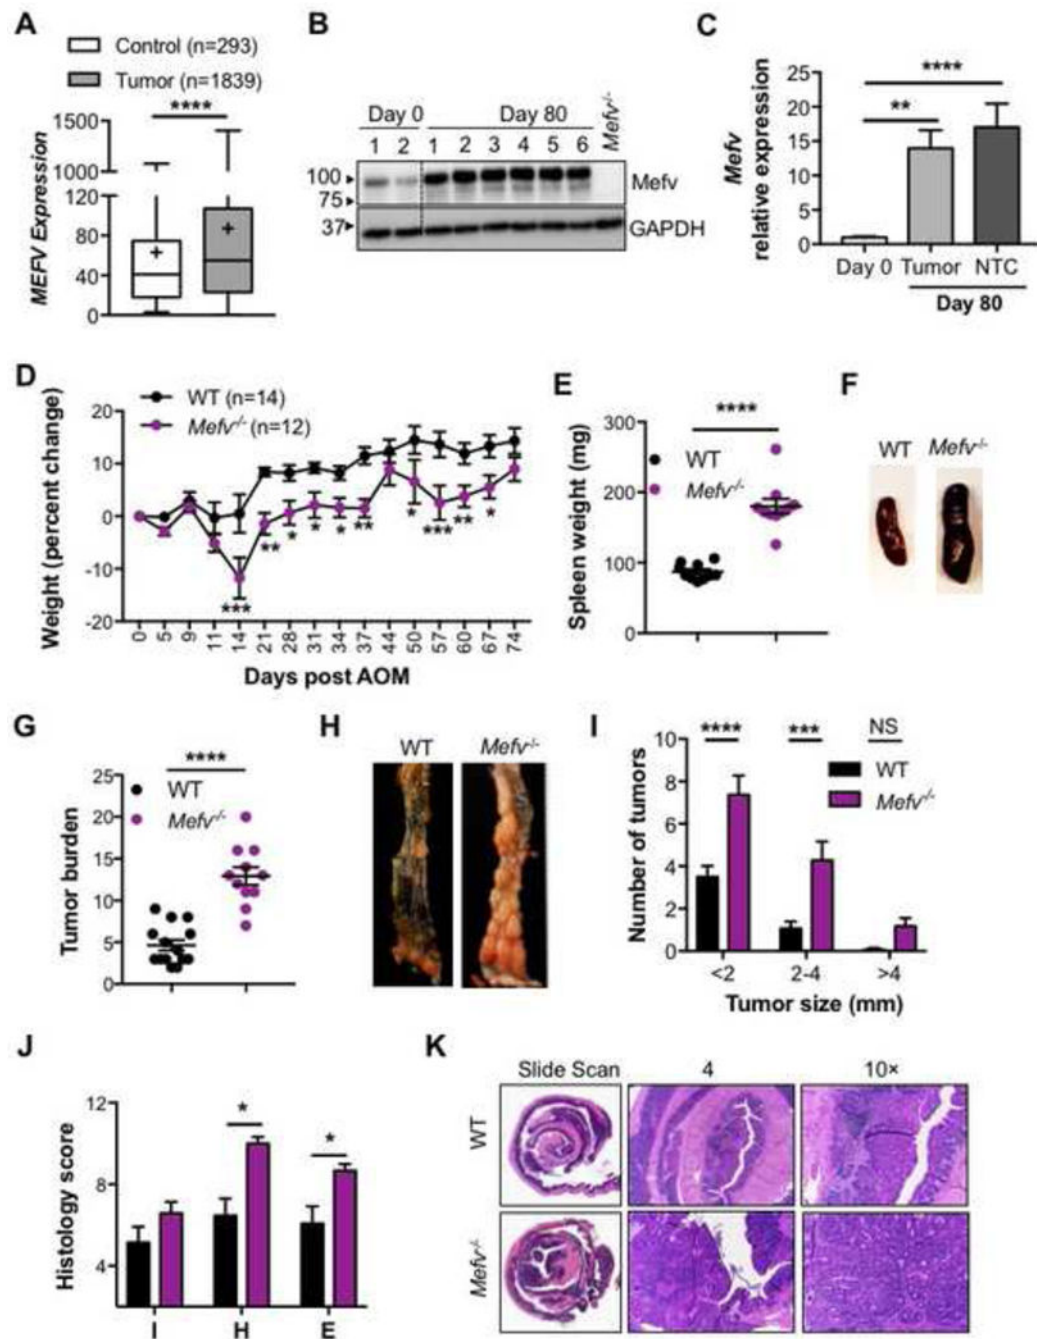 A
Control (n=293)
Tumor (n=1839)
****
MEFV Expression
1500
1000
120
80
40
0
B
Day 0
Day 80
Mefv-/-
1 2 1 2 3 4 5 6
100
75
37
Mefv
GAPDH
C
Mefv
relative expression
25
20
15
10
5
0
****
**
Day 0 Tumor NTC
Day 80
D
WT (n=14)
Mefv-/- (n=12)
Weight (percent change)
20
10
0
-10
-20
*** ** * * * ** * *** ** *
0 5 9 11 14 21 28 31 34 37 44 50 57 60 67 74
Days post AOM
E
Spleen weight (mg)
300
200
100
0
****
WT
Mefv-/-
F
WT Mefv-/-
G
Tumor burden
25
20
15
10
5
0
****
WT
Mefv-/-
H
WT Mefv-/-
I
Number of tumors
10
8
6
4
2
0
**** *** NS
WT
Mefv-/-
<2 2-4 >4
Tumor size (mm)
J
Histology score
12
8
4
* *
I H E
K
Slide Scan 4 10×
WT
Mefv-/-